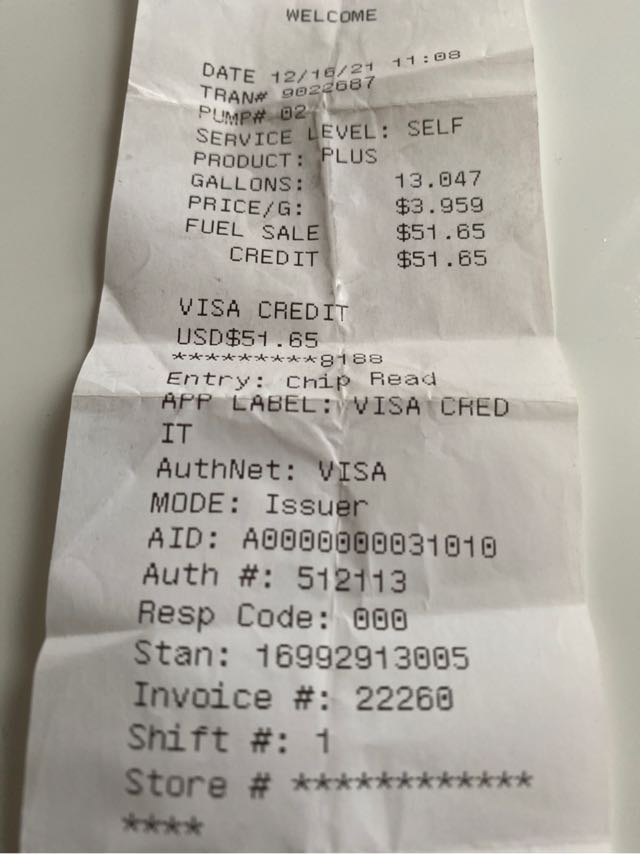 WELCOME
DATE 12/16/21 11:08
TRAN# 9022687
PUMP# 02
SERVICE LEVEL: SELF
PRODUCT: PLUS
GALLONS: 13.047
PRICE/G: $3.959
FUEL SALE $51.65
CREDIT $51.65
VISA CREDIT
USD$51.65
*********9188
Entry: Chip Read
APP LABEL: VISA CRED
IT
AuthNet: VISA
MODE: Issuer
AID: A0000000031010
Auth #: 512113
Resp Code: 000
Stan: 16992913005
Invoice #: 22260
Shift #: 1
Store # ************
****